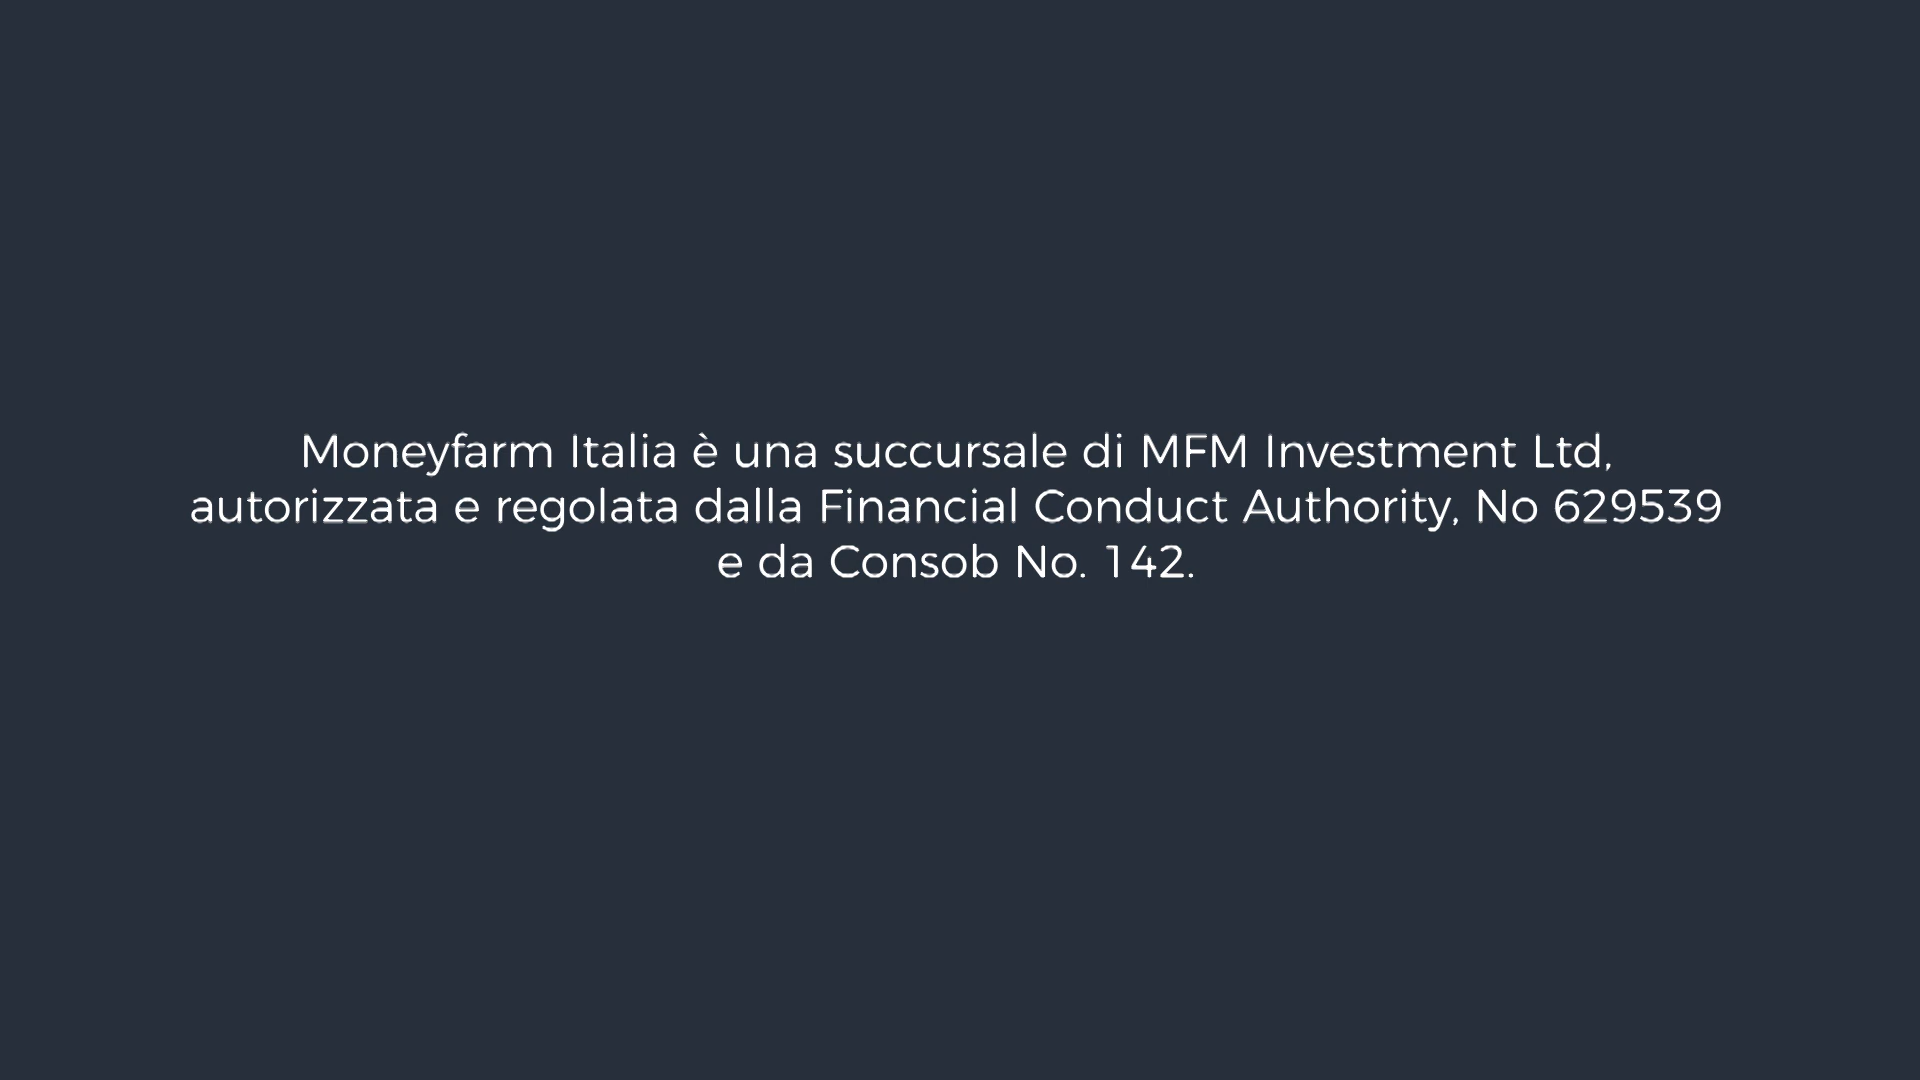 Moneyfarm Italia è una succursale di MFM Investment Ltd,
autorizzata e regolata dalla Financial Conduct Authority, No 629539
e da Consob No. 142.